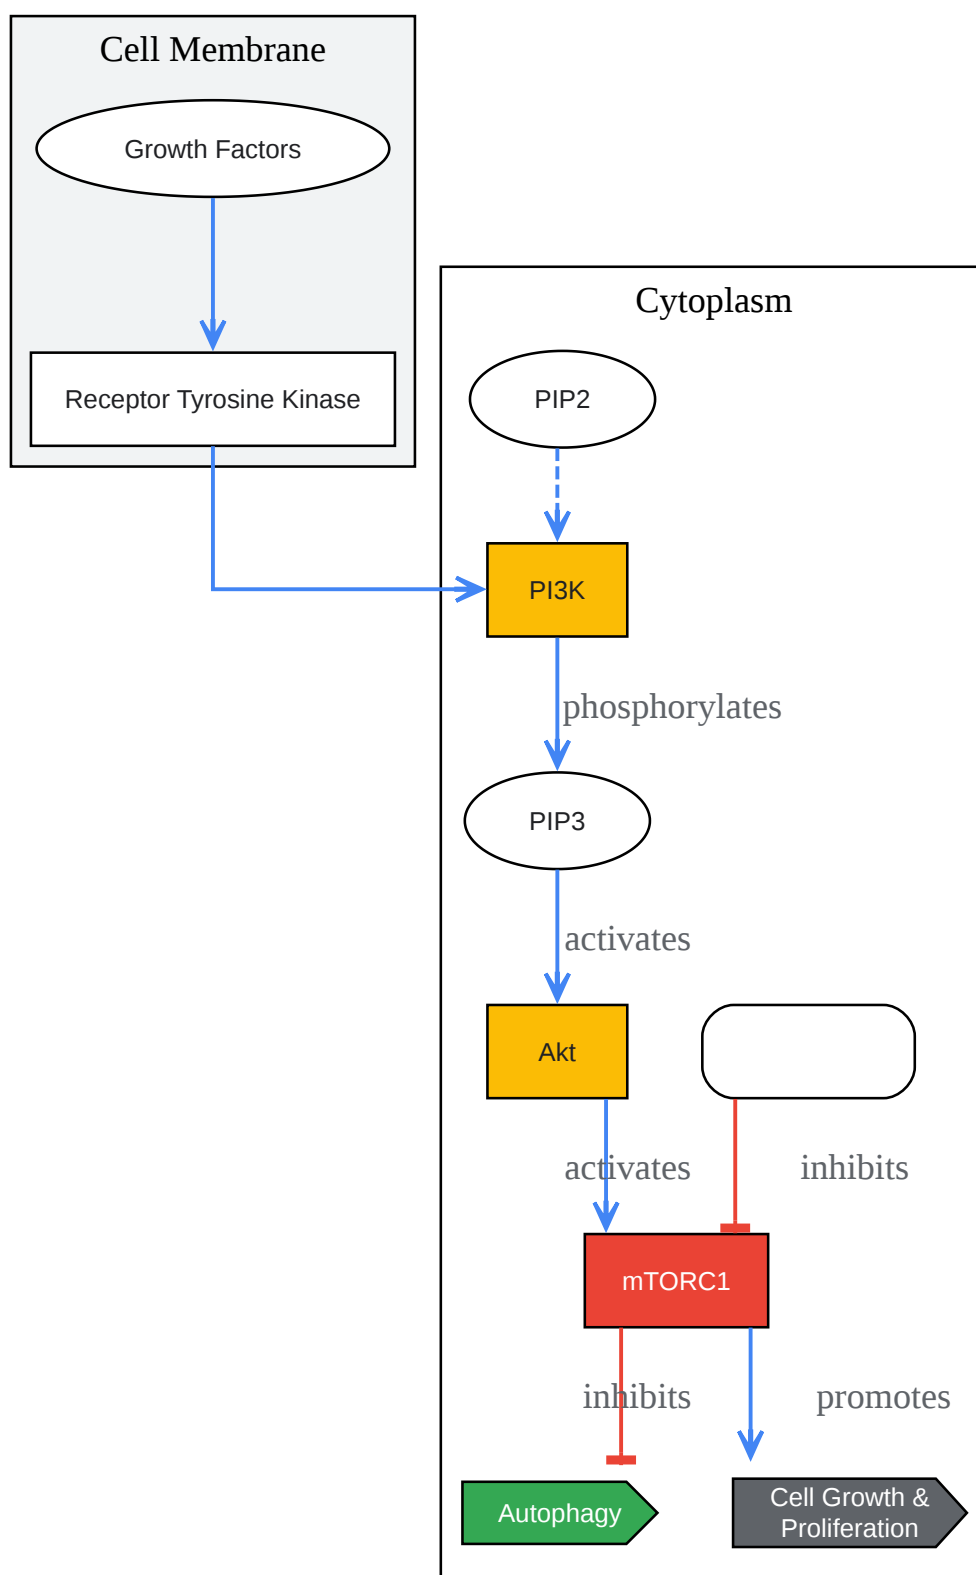 Cell Membrane
Growth Factors
Receptor Tyrosine Kinase
Cytoplasm
PIP2
PI3K
phosphorylates
PIP3
activates
Akt
activates
inhibits
mTORC1
inhibits
promotes
Autophagy
Cell Growth &
Proliferation